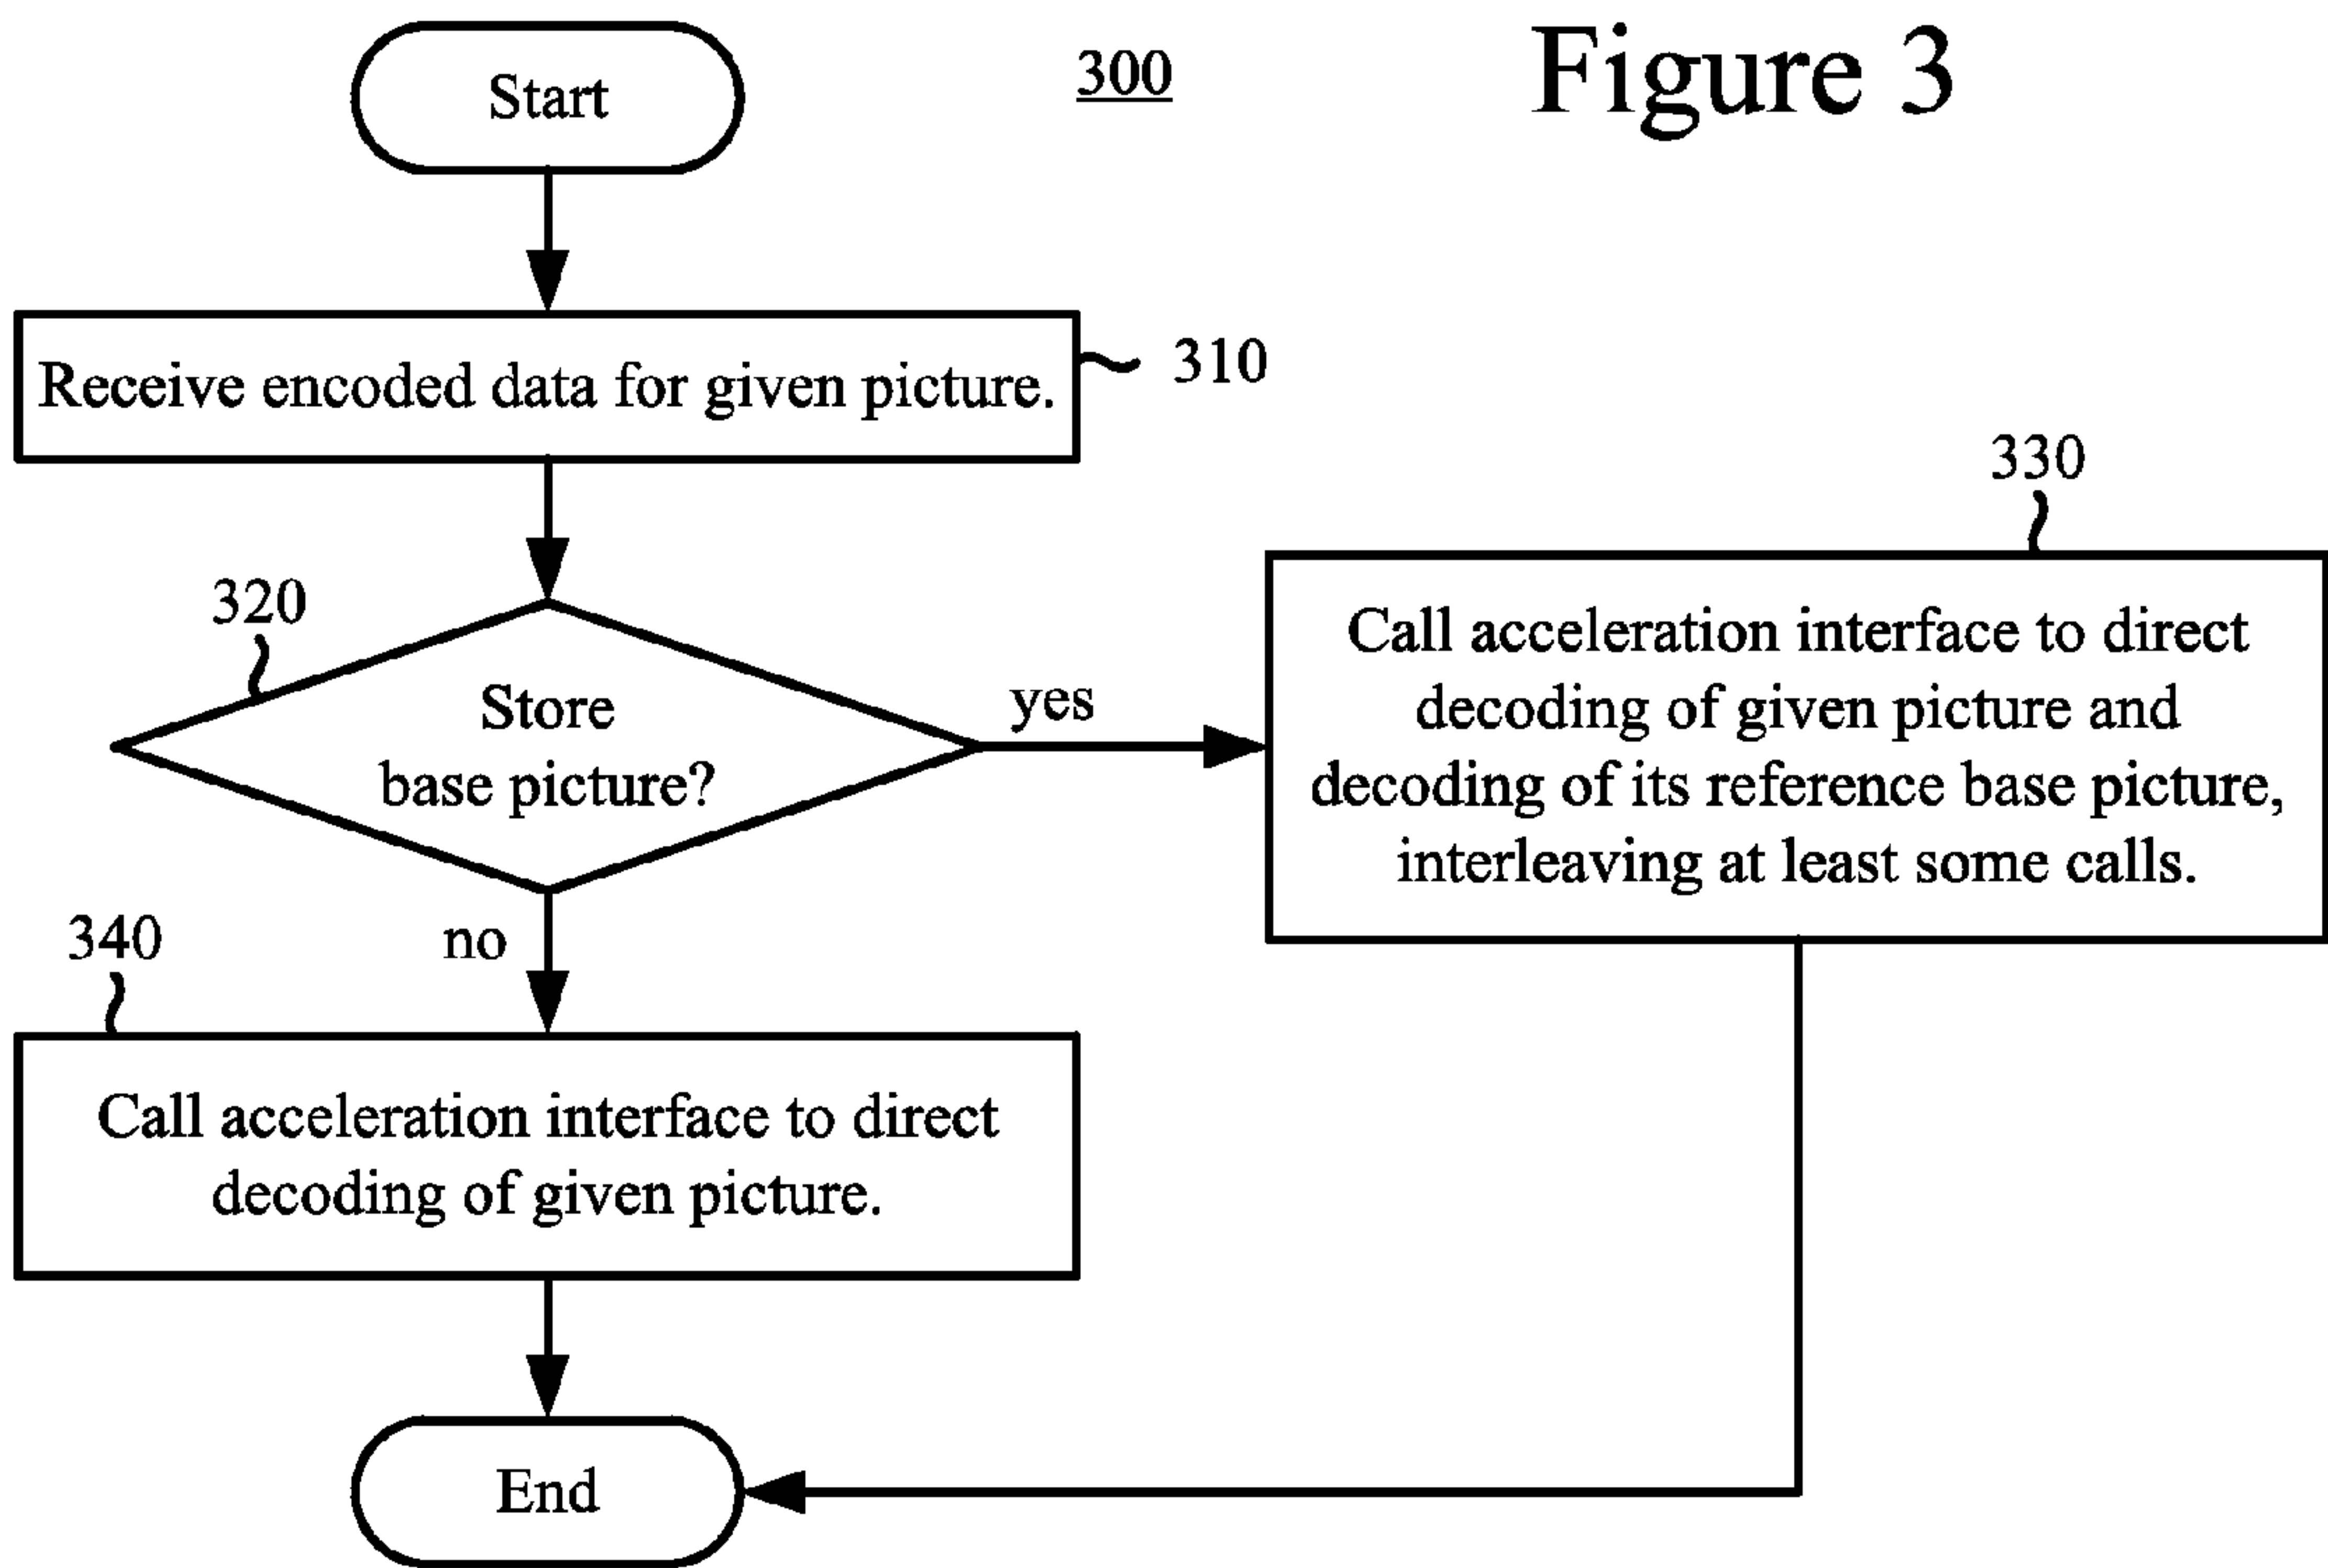 Figure 3
300
Start
Receive encoded data for given picture.
310
320
Store
base picture?
yes
330
Call acceleration interface to direct
decoding of given picture and
decoding of its reference base picture,
interleaving at least some calls.
no
340
Call acceleration interface to direct
decoding of given picture.
End